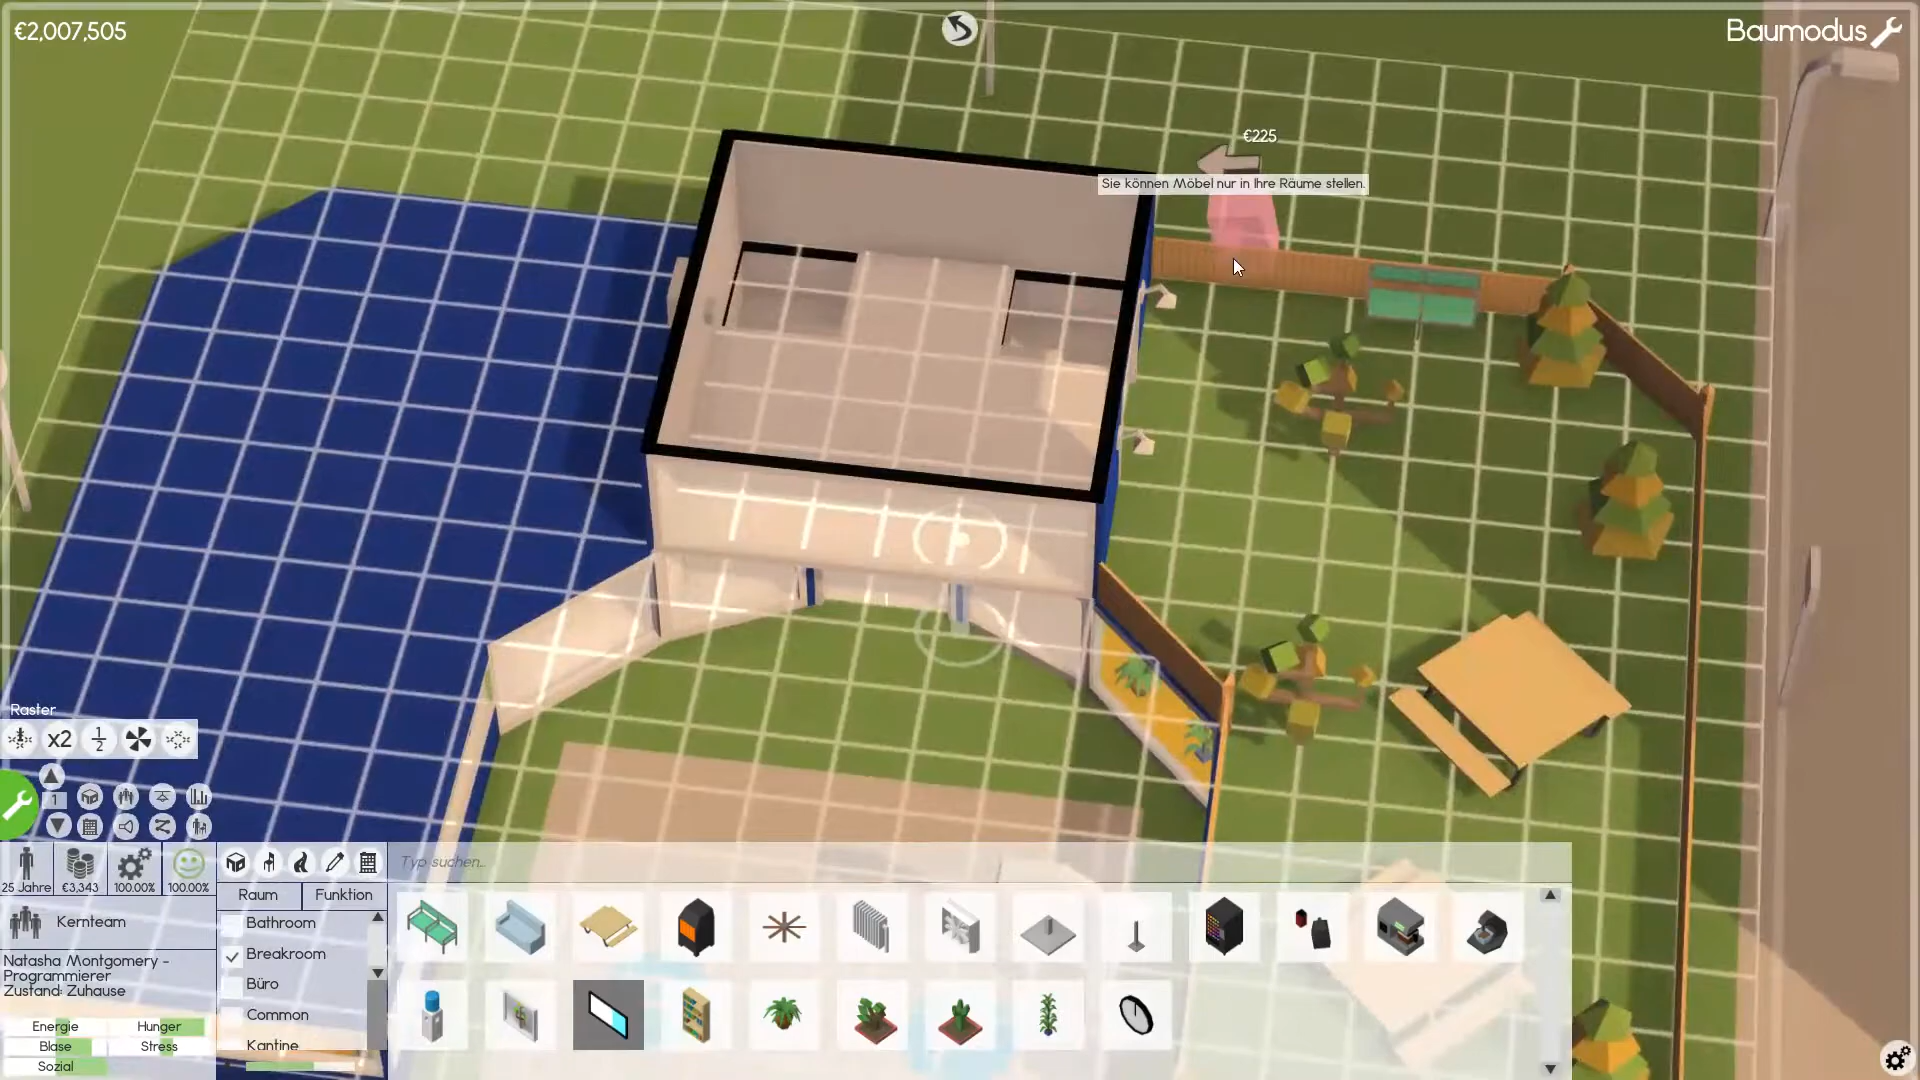 €2,007,505
Baumodus
€225
Sie können Möbel nur in Ihre Räume stellen.
Raster
x2
1/2
1
25 Jahre
€3,343
100.00%
100.00%
Kernteam
Natasha Montgomery -
Programmierer
Zustand: Zuhause
Energie
Hunger
Blase
Stress
Sozial
Raum
Funktion
Bathroom
Breakroom
Büro
Common
Kantine
Typ suchen..